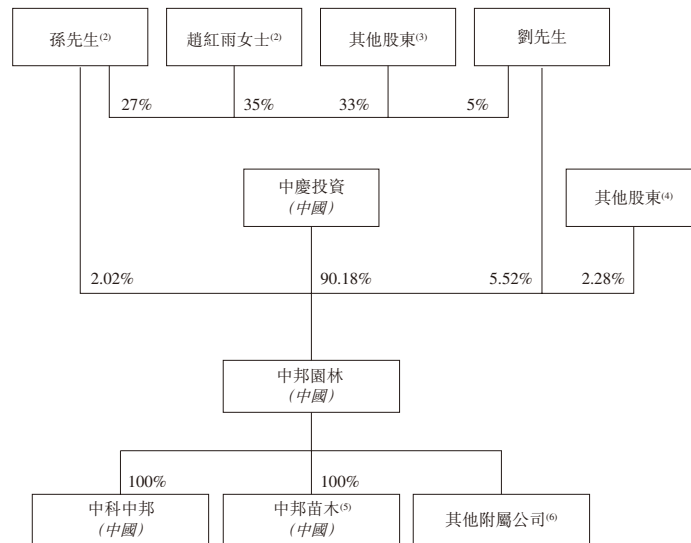 孫先生(2)
趙紅雨女士(2)
其他股東(3)
劉先生
27%
35%
33%
5%
中慶投資
（中國）
其他股東(4)
2.02%
90.18%
5.52%
2.28%
中邦園林
（中國）
100%
100%
中科中邦
（中國）
中邦苗木(5)
（中國）
其他附屬公司(6)